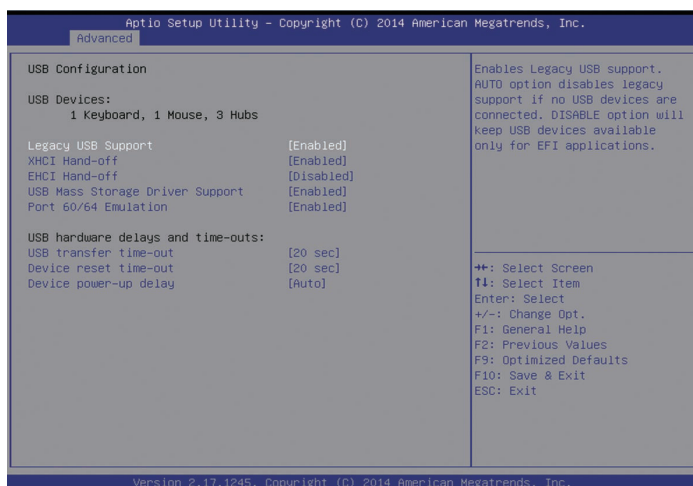 Aptio Setup Utility – Copyright (C) 2014 American Megatrends, Inc.
Advanced
USB Configuration
USB Devices:
1 Keyboard, 1 Mouse, 3 Hubs
Legacy USB Support [Enabled]
XHCI Hand-off [Enabled]
EHCI Hand-off [Disabled]
USB Mass Storage Driver Support [Enabled]
Port 60/64 Emulation [Enabled]
USB hardware delays and time-outs:
USB transfer time-out [20 sec]
Device reset time-out [20 sec]
Device power-up delay [Auto]
Enables Legacy USB support.
AUTO option disables legacy
support if no USB devices are
connected. DISABLE option will
keep USB devices available
only for EFI applications.
→←: Select Screen
↑↓: Select Item
Enter: Select
+/-: Change Opt.
F1: General Help
F2: Previous Values
F9: Optimized Defaults
F10: Save & Exit
ESC: Exit
Version 2.17.1245. Copyright (C) 2014 American Megatrends, Inc.